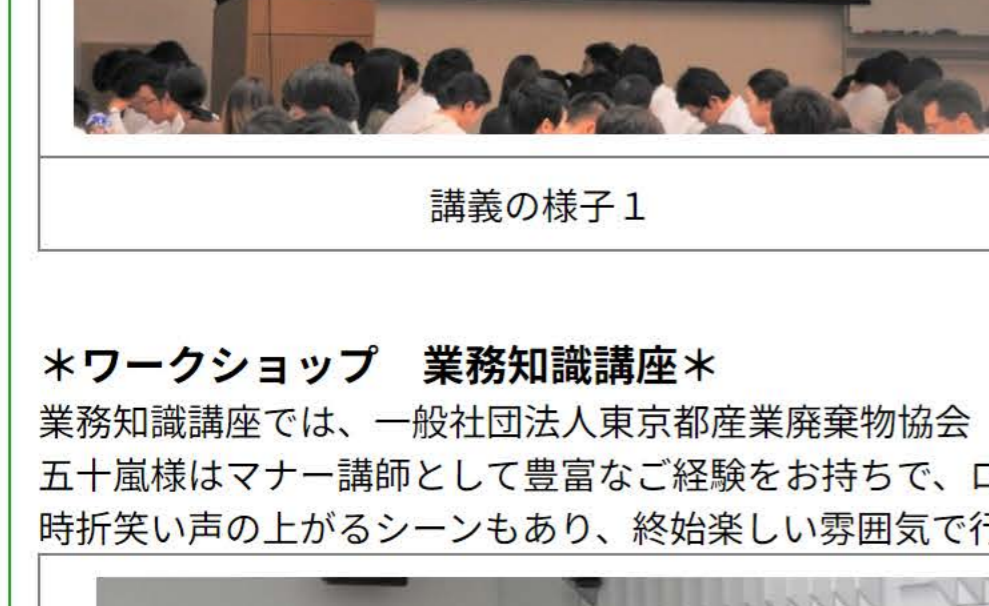 講義の様子１
＊ワークショップ　業務知識講座＊
業務知識講座では、一般社団法人東京都産業廃棄物協会
五十嵐様はマナー講師として豊富なご経験をお持ちで、ロ
時折笑い声の上がるシーンもあり、終始楽しい雰囲気で行